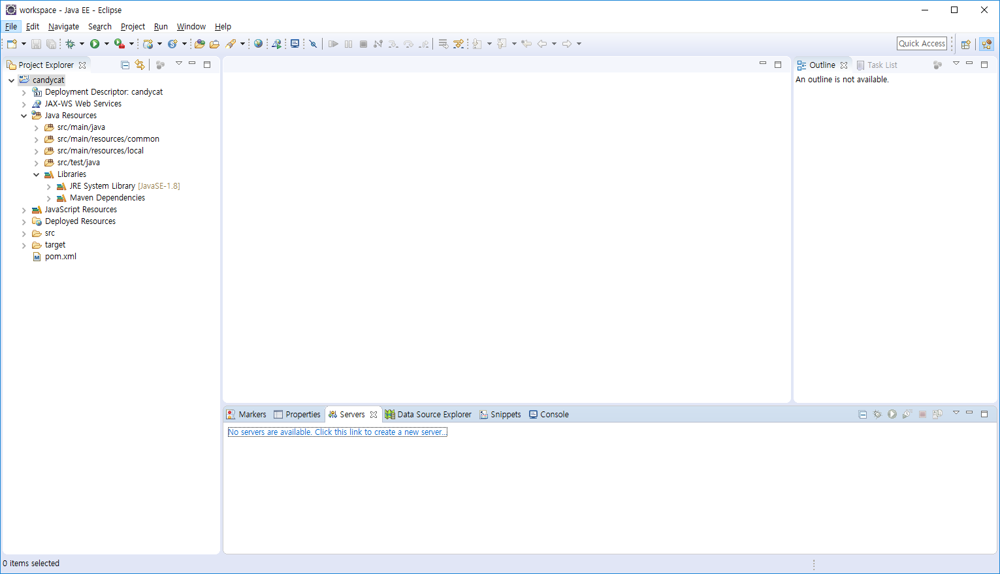 workspace - Java EE - Eclipse
File Edit Navigate Search Project Run Window Help
Quick Access
Project Explorer
candycat
Deployment Descriptor: candycat
JAX-WS Web Services
Java Resources
src/main/java
src/main/resources/common
src/main/resources/local
src/test/java
Libraries
JRE System Library [JavaSE-1.8]
Maven Dependencies
JavaScript Resources
Deployed Resources
src
target
pom.xml
Outline Task List
An outline is not available.
Markers Properties Servers Data Source Explorer Snippets Console
No servers are available. Click this link to create a new server...
0 items selected